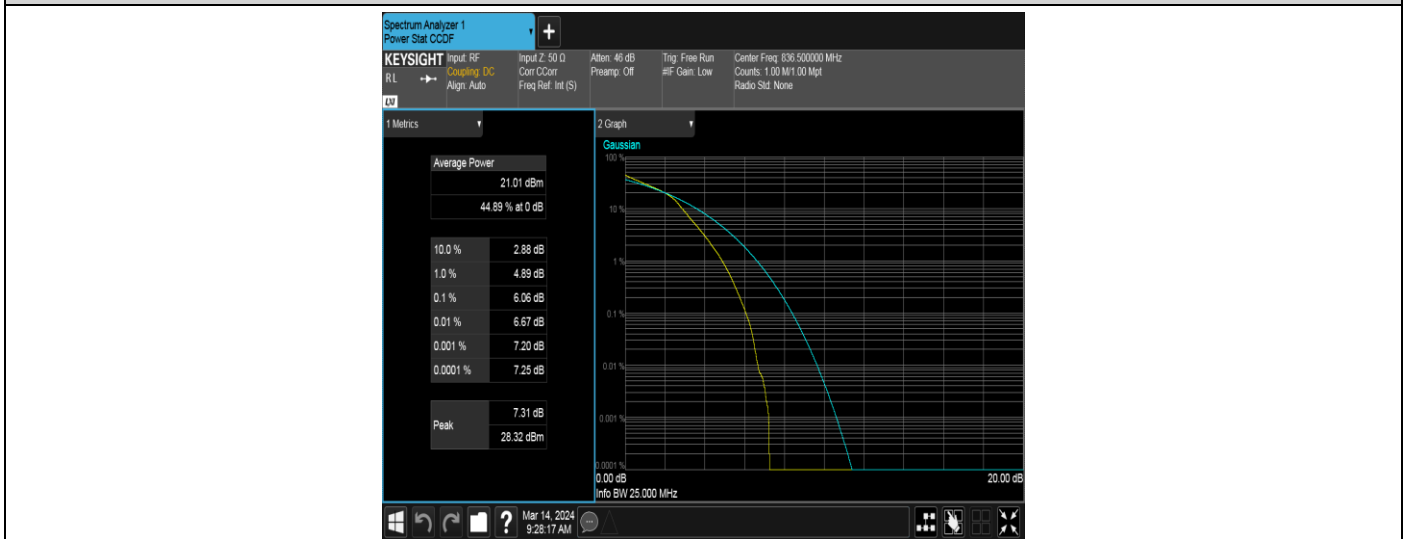 Spectrum Analyzer 1
Power Stat CCDF
+
KEYSIGHT
RL
LXI
Input: RF
Coupling: DC
Align: Auto
Input Z: 50 Ω
Corr CCorr
Freq Ref: Int (S)
Atten: 46 dB
Preamp: Off
Trig: Free Run
#IF Gain: Low
Center Freq: 836.500000 MHz
Counts: 1.00 M/1.00 Mpt
Radio Std: None
1 Metrics
Average Power
21.01 dBm
44.89 % at 0 dB
10.0 % 2.88 dB
1.0 % 4.89 dB
0.1 % 6.06 dB
0.01 % 6.67 dB
0.001 % 7.20 dB
0.0001 % 7.25 dB
Peak
7.31 dB
28.32 dBm
2 Graph
Gaussian
100 %
10 %
1 %
0.1 %
0.01 %
0.001 %
0.0001 %
0.00 dB 20.00 dB
Info BW 25.000 MHz
?
Mar 14, 2024
9:28:17 AM